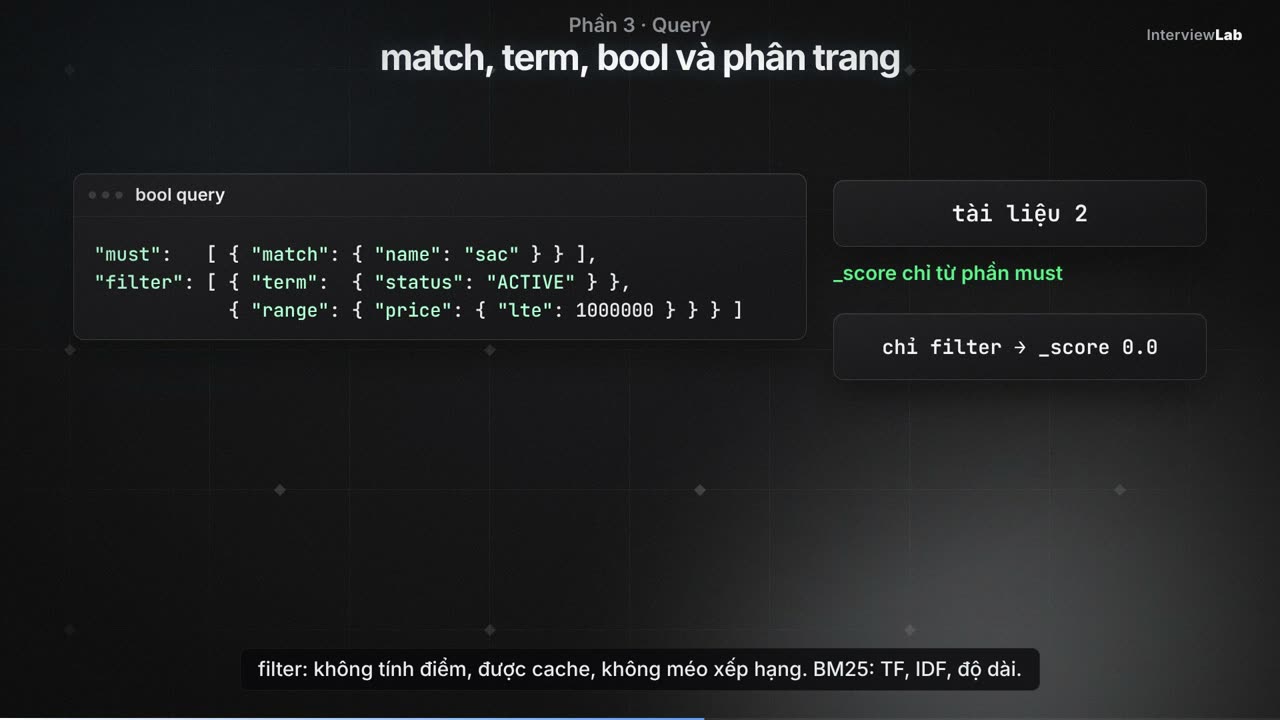 Phần 3 · Query
InterviewLab
match, term, bool và phân trang
bool query
"must":   [ { "match": { "name": "sac" } } ],
"filter": [ { "term":  { "status": "ACTIVE" } },
            { "range": { "price": { "lte": 1000000 } } } ]
tài liệu 2
_score chỉ từ phần must
chỉ filter → _score 0.0
filter: không tính điểm, được cache, không méo xếp hạng. BM25: TF, IDF, độ dài.